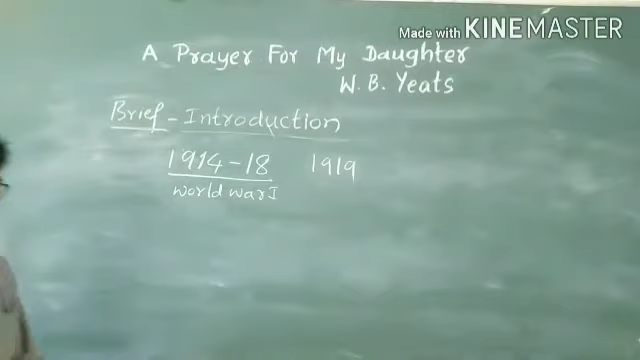 Made with KINEMASTER
A Prayer For My Daughter
W. B. Yeats
Brief - Introduction
1914-18 1919
world war I